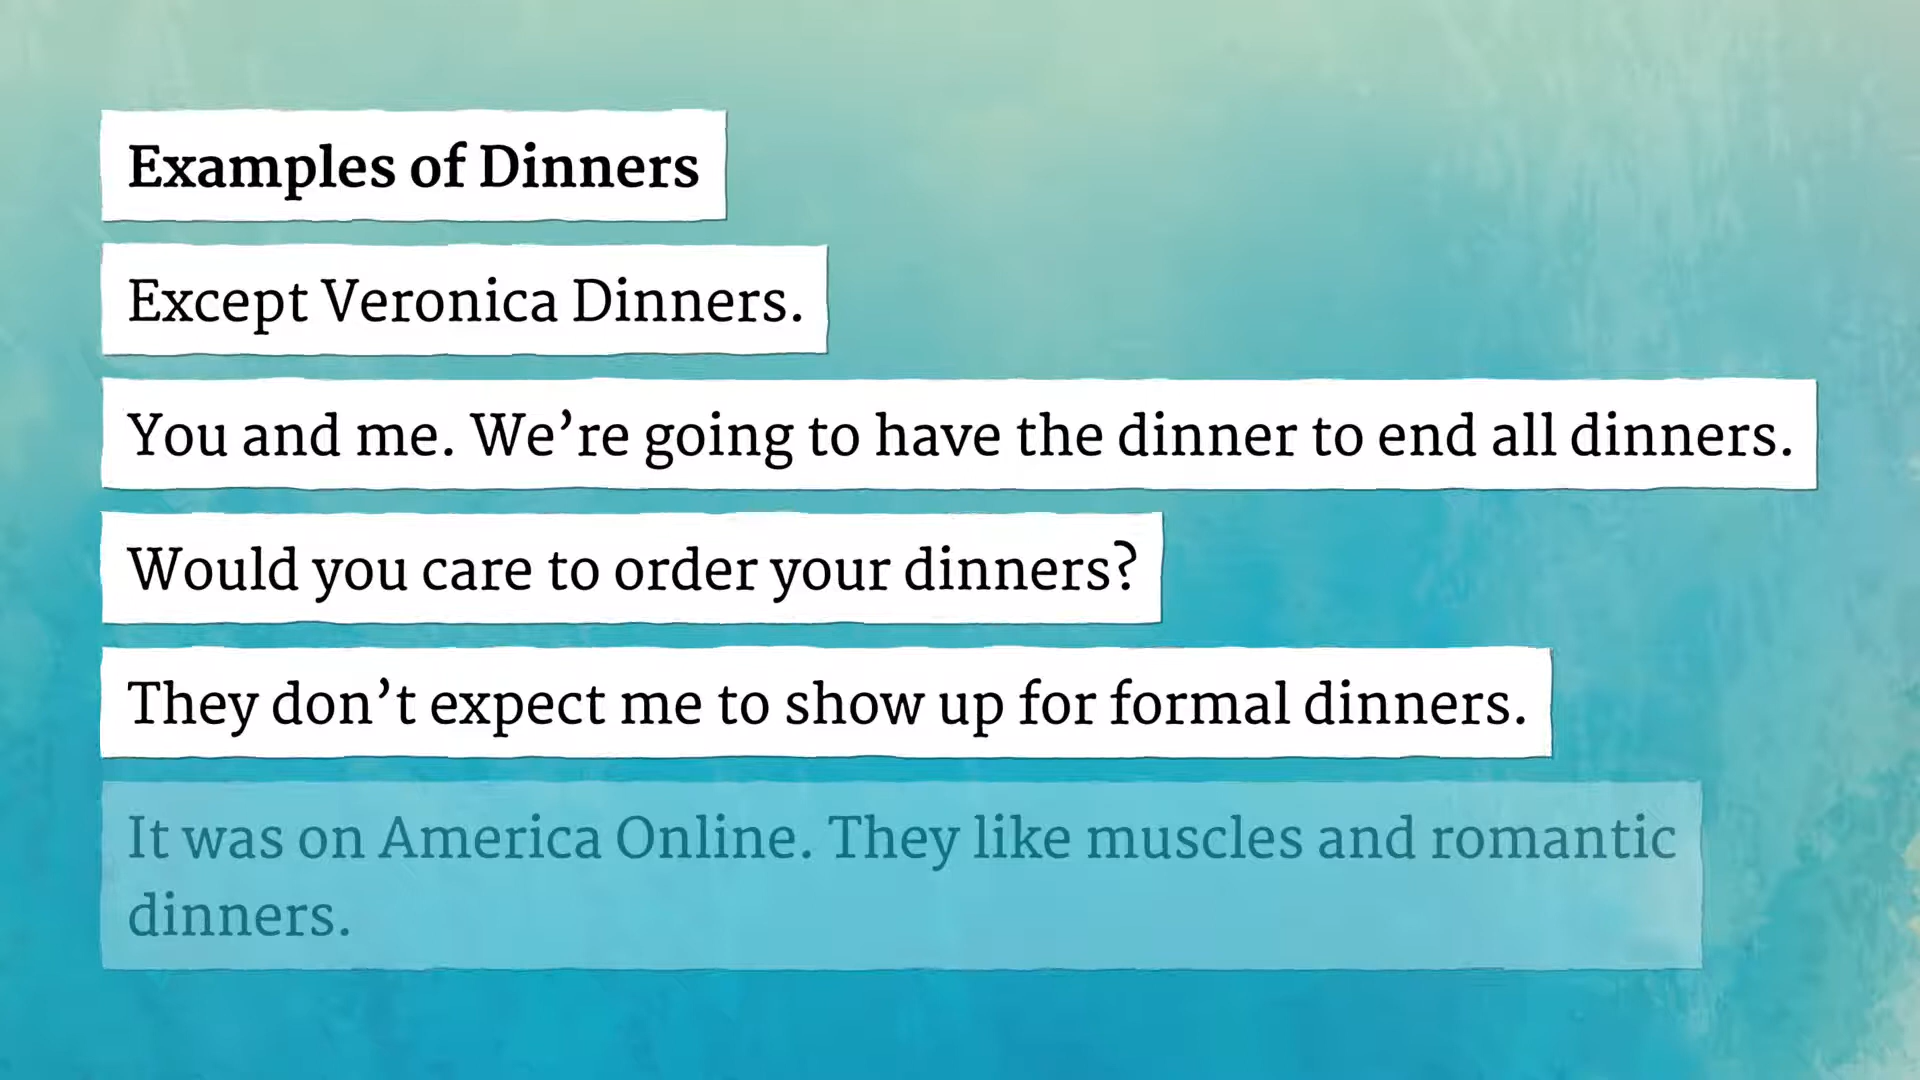 Examples of Dinners
Except Veronica Dinners.
You and me. We’re going to have the dinner to end all dinners.
Would you care to order your dinners?
They don’t expect me to show up for formal dinners.
It was on America Online. They like muscles and romantic
dinners.